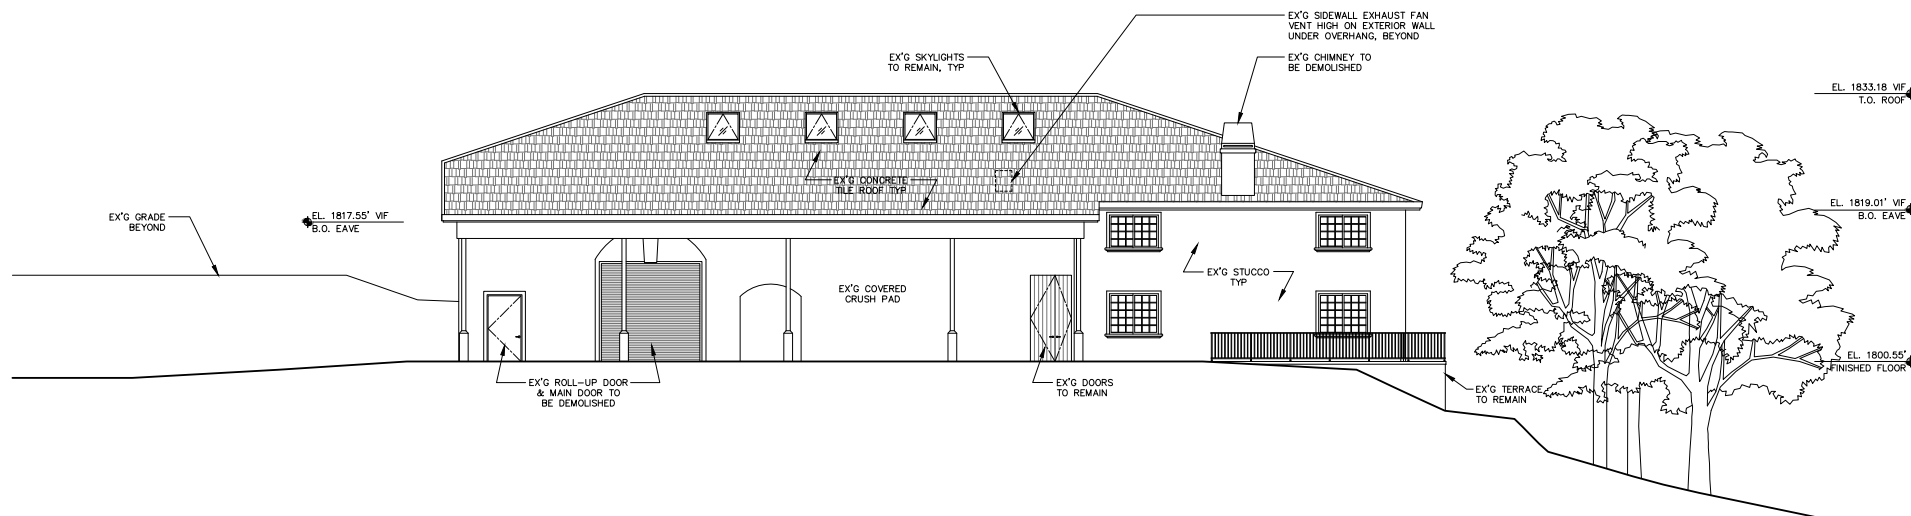 EX'G SIDEWALL EXHAUST FAN
VENT HIGH ON EXTERIOR WALL
UNDER OVERHANG, BEYOND
EX'G SKYLIGHTS
TO REMAIN, TYP
EX'G CHIMNEY TO
BE DEMOLISHED
EL. 1833.18 VIF
T.O. ROOF
EX'G CONCRETE
TILE ROOF TYP
EX'G GRADE
BEYOND
EL. 1817.55' VIF
B.O. EAVE
EL. 1819.01' VIF
B.O. EAVE
EX'G STUCCO
TYP
EX'G COVERED
CRUSH PAD
EL. 1800.55'
FINISHED FLOOR
EX'G ROLL-UP DOOR
& MAIN DOOR TO
BE DEMOLISHED
EX'G DOORS
TO REMAIN
EX'G TERRACE
TO REMAIN